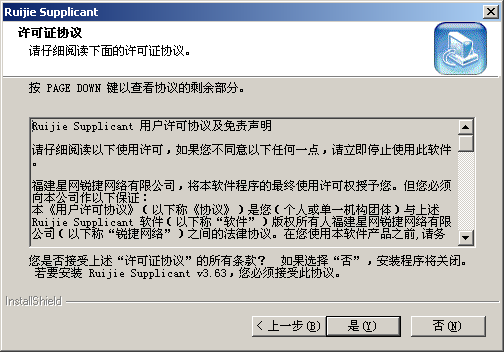 Ruijie Supplicant
许可证协议
请仔细阅读下面的许可证协议。
按 PAGE DOWN 键以查看协议的剩余部分。
Ruijie Supplicant 用户许可协议及免责声明
请仔细阅读以下使用许可,如果您不同意以下任何一点,请立即停止使用此软件
。
福建星网锐捷网络有限公司,将本软件程序的最终使用许可权授予您。但您必须
向本公司作以下保证:
本《用户许可协议》(以下称《协议》)是您(个人或单一机构团体)与上述
Ruijie Supplicant 软件(以下称“软件”)版权所有人福建星网锐捷网络有限
公司(以下称“锐捷网络”)之间的法律协议。在您使用本软件产品之前,请务
您是否接受上述“许可证协议”的所有条款? 如果选择“否”,安装程序将关闭。
若要安装 Ruijie Supplicant v3.63,您必须接受此协议。
InstallShield
< 上一步(B)
是(Y)
否(N)